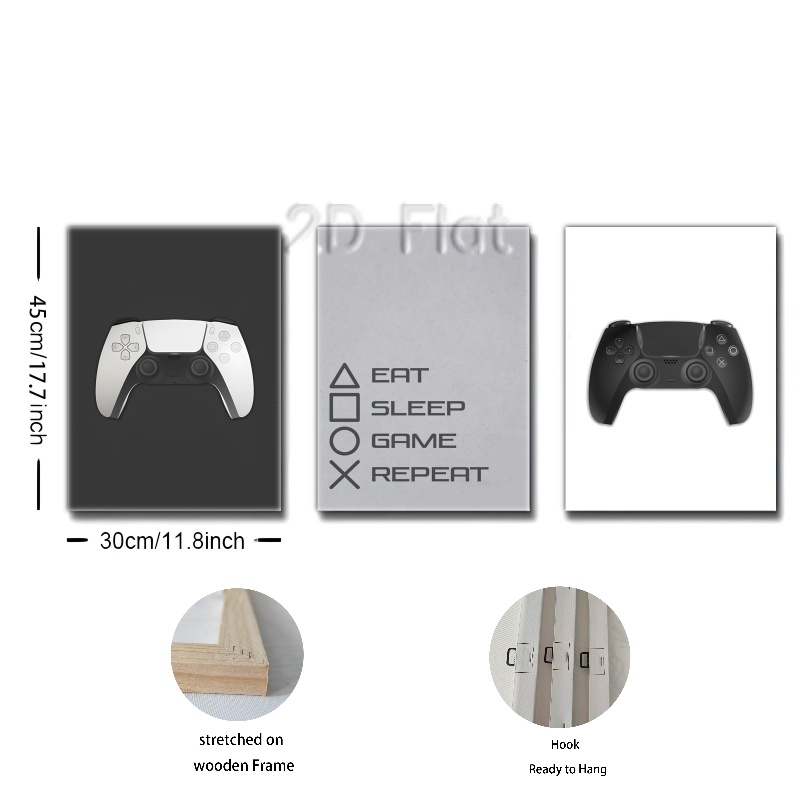 2D Flat
45cm/17.7inch
EAT
SLEEP
GAME
REPEAT
30cm/11.8inch
stretched on
wooden Frame
Hook
Ready to Hang